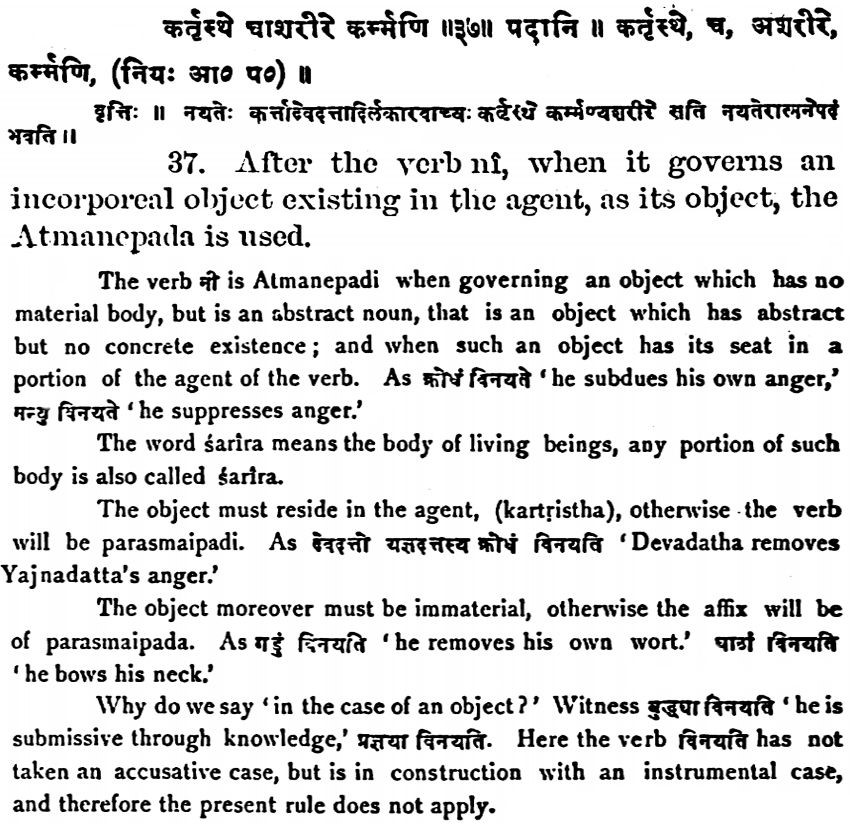 कर्तृस्थे चाशरीरे कर्म्मणि ॥३७॥ पदानि ॥ कर्तृस्थे, च, अशरीरे,
कर्म्मणि, (नियः आ० प०) ॥
वृत्तिः ॥ नयतेः कर्त्ता देवदत्तादिर्लकारवाच्यः कर्तृस्थे कर्म्मण्यशरीरे सति नयतेरात्मनेपदं
भवति ॥
37. After the verb nî, when it governs an
incorporeal object existing in the agent, as its object, the
Atmanepada is used.
The verb नी is Atmanepadi when governing an object which has no
material body, but is an abstract noun, that is an object which has abstract
but no concrete existence; and when such an object has its seat in a
portion of the agent of the verb. As क्रोधं विनयते ‘he subdues his own anger,’
मन्यु विनयते ‘he suppresses anger.’
The word śarîra means the body of living beings, any portion of such
body is also called śarîra.
The object must reside in the agent, (kartṛistha), otherwise the verb
will be parasmaipadi. As देवदत्तो यज्ञदत्तस्य क्रोधं विनयति ‘Devadatha removes
Yajnadatta's anger.’
The object moreover must be immaterial, otherwise the affix will be
of parasmaipada. As गडुं विनयति ‘he removes his own wort.’ घाटां विनयति
‘he bows his neck.’
Why do we say ‘in the case of an object?’ Witness बुद्ध्या विनयति ‘he is
submissive through knowledge,’ प्रज्ञया विनयति. Here the verb विनयति has not
taken an accusative case, but is in construction with an instrumental case,
and therefore the present rule does not apply.